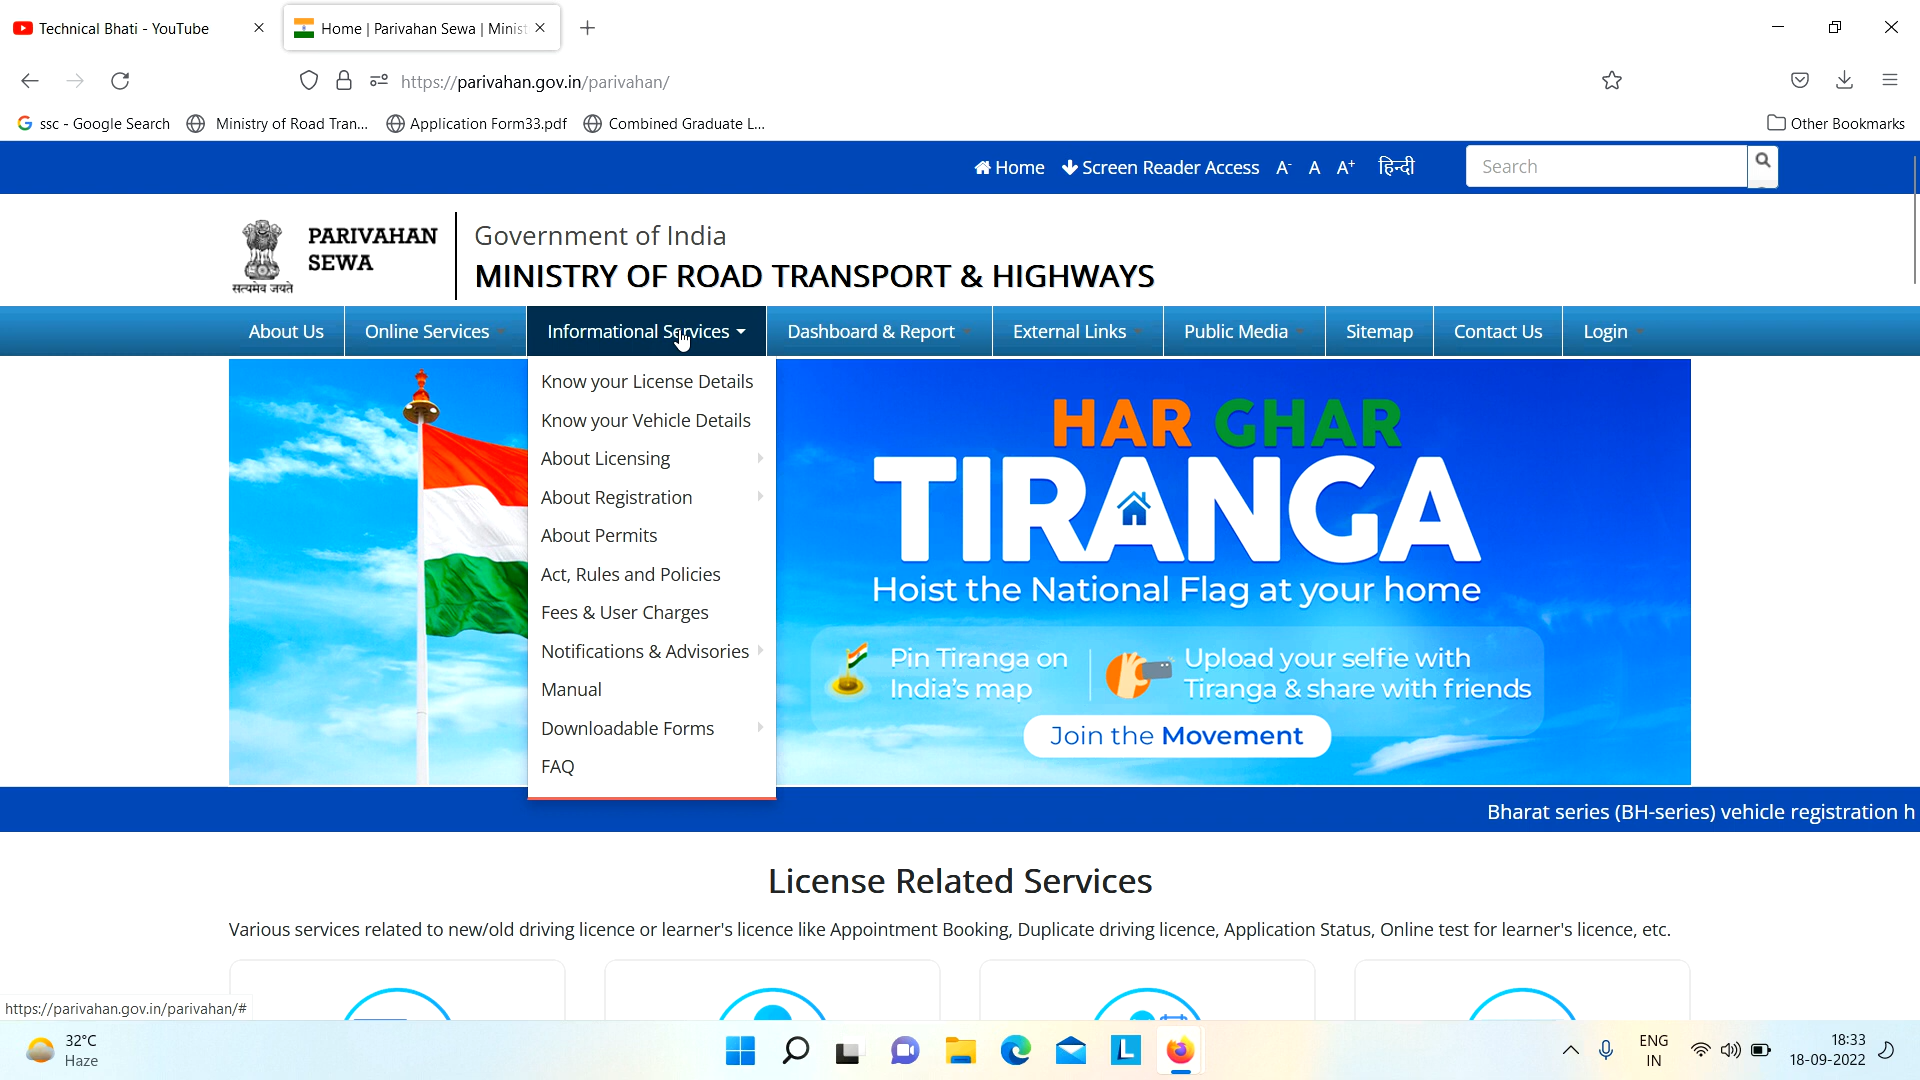 Technical Bhati - YouTube
Home | Parivahan Sewa | Minist
https://parivahan.gov.in/parivahan/
ssc - Google Search
Ministry of Road Tran...
Application Form33.pdf
Combined Graduate L...
Other Bookmarks
Home
Screen Reader Access
A-
A
A+
हिन्दी
Search
सत्यमेव जयते
PARIVAHAN
SEWA
Government of India
MINISTRY OF ROAD TRANSPORT & HIGHWAYS
About Us
Online Services
Informational Services
Dashboard & Report
External Links
Public Media
Sitemap
Contact Us
Login
Know your License Details
Know your Vehicle Details
About Licensing
About Registration
About Permits
Act, Rules and Policies
Fees & User Charges
Notifications & Advisories
Manual
Downloadable Forms
FAQ
HAR GHAR
TIRANGA
Hoist the National Flag at your home
Pin Tiranga on
India's map
Upload your selfie with
Tiranga & share with friends
Join the Movement
Bharat series (BH-series) vehicle registration h
License Related Services
Various services related to new/old driving licence or learner's licence like Appointment Booking, Duplicate driving licence, Application Status, Online test for learner's licence, etc.
https://parivahan.gov.in/parivahan/#
32°C
Haze
ENG
IN
18:33
18-09-2022